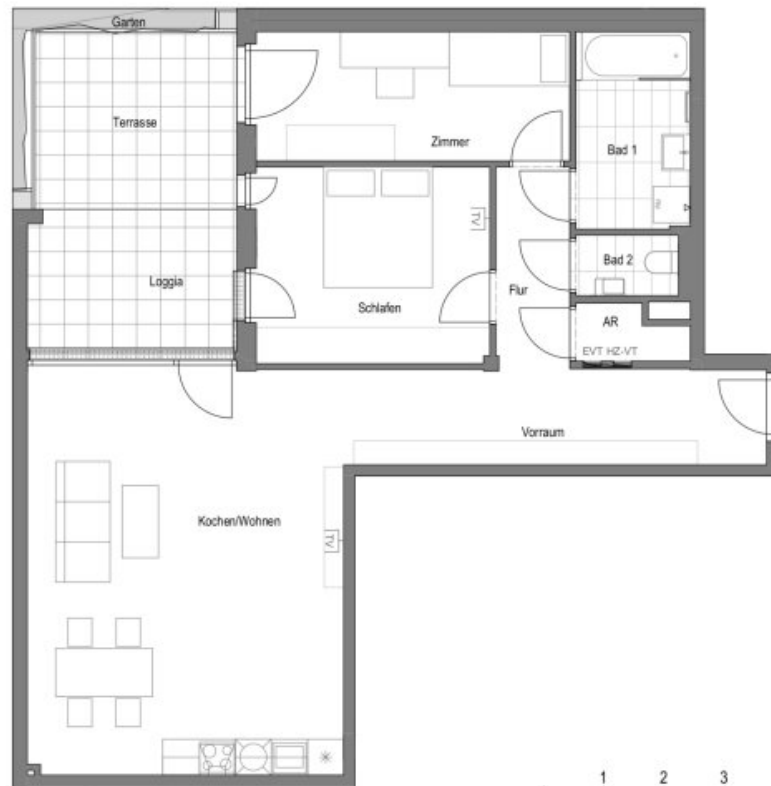 Garten
Terrasse
Zimmer
Bad 1
WM
TV
Loggia
Schlafen
Flur
Bad 2
AR
EVT HZ-VT
Vorraum
Kochen/Wohnen
TV
1 2 3